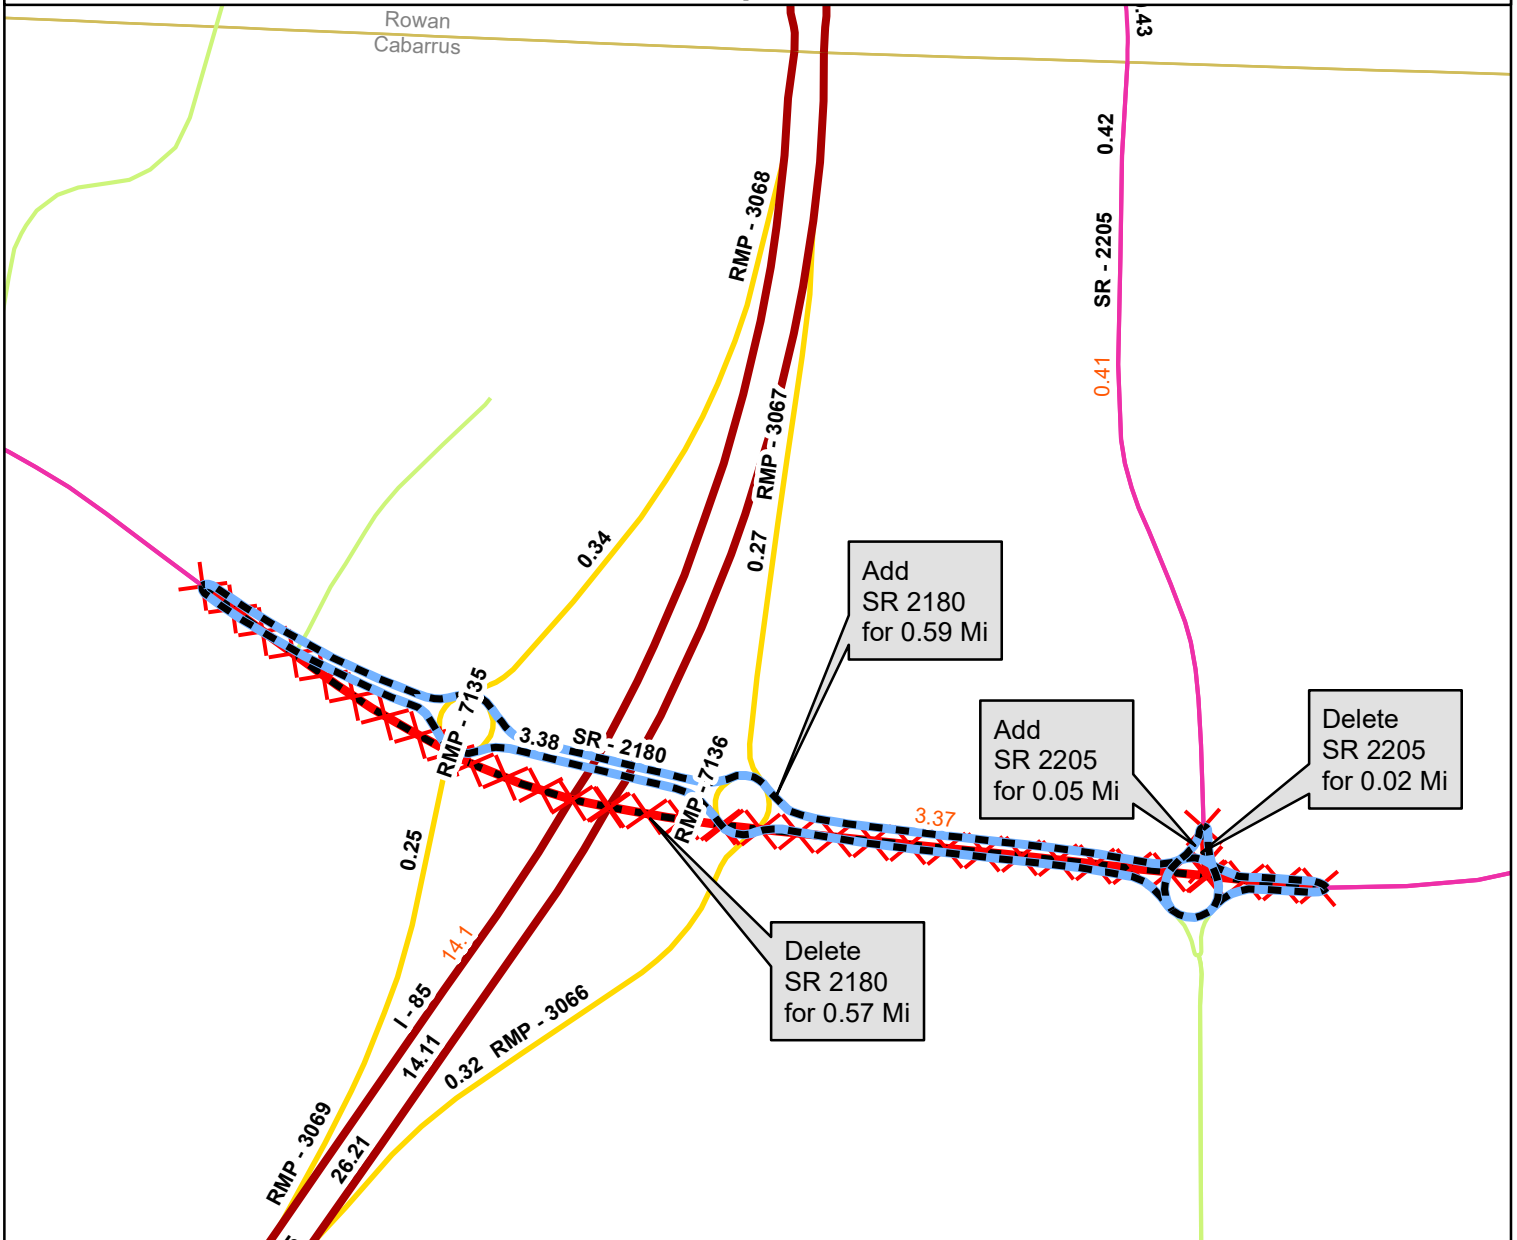 Rowan
Cabarrus
.43
0.42
SR - 2205
0.41
RMP - 3068
RMP - 3067
0.34
0.27
Add
SR 2180
for 0.59 Mi
RMP - 7135
3.38
SR - 2180
RMP - 7136
3.37
Add
SR 2205
for 0.05 Mi
Delete
SR 2205
for 0.02 Mi
0.25
14.1
I - 85
14.11
0.32
RMP - 3066
Delete
SR 2180
for 0.57 Mi
RMP - 3069
26.21